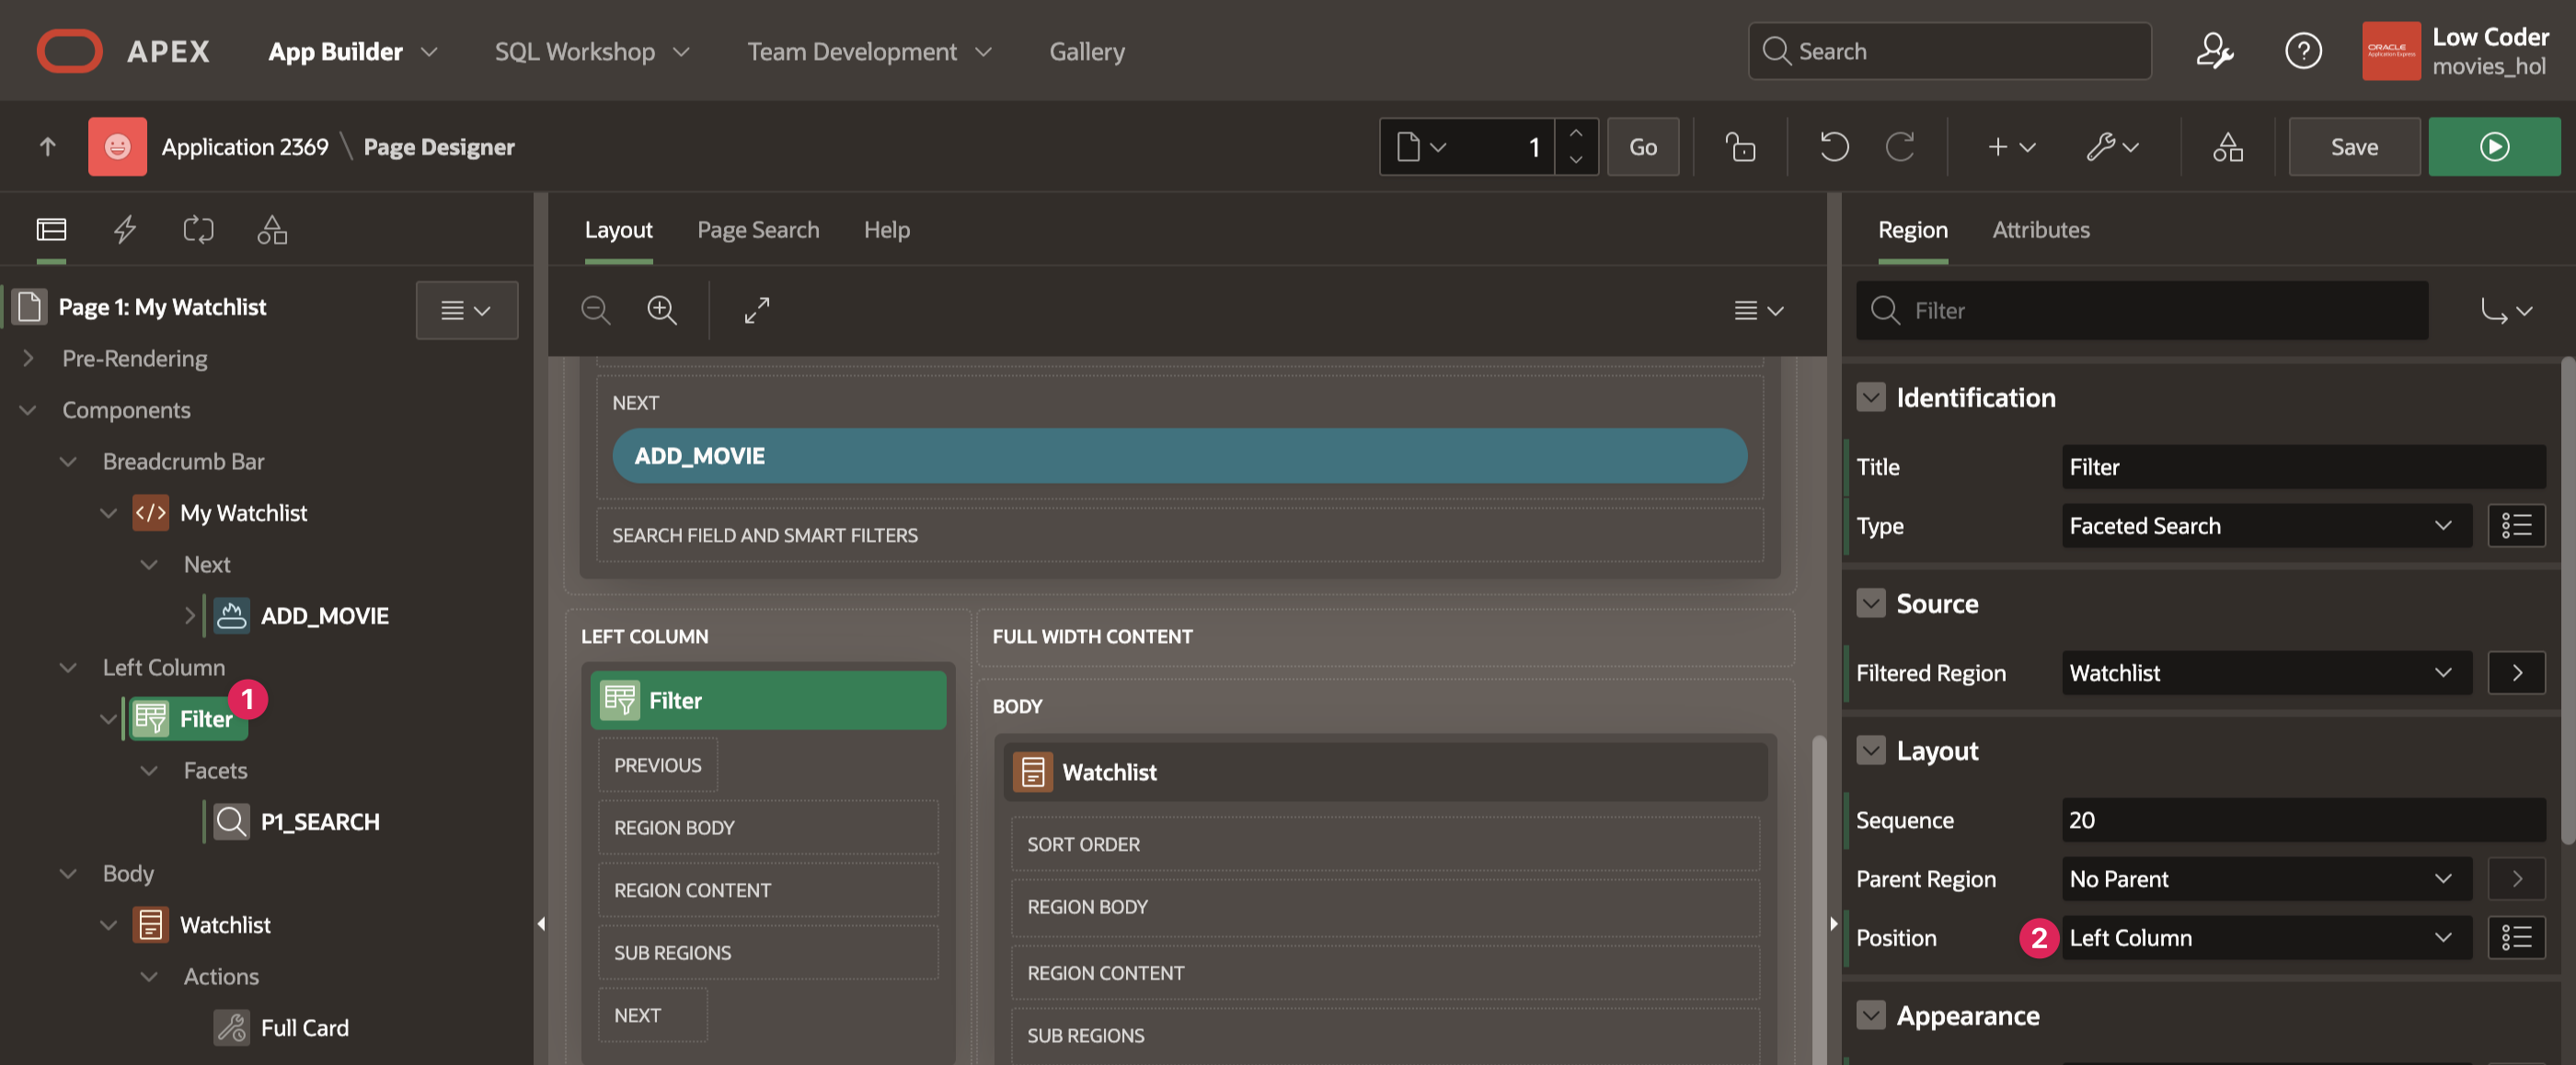 APEX App Builder SQL Workshop Team Development Gallery Search Low Coder
movies_hol
Application 2369 \ Page Designer 1 Go Save
Page 1: My Watchlist
Pre-Rendering
Components
Breadcrumb Bar
My Watchlist
Next
ADD_MOVIE
Left Column
Filter 1
Facets
P1_SEARCH
Body
Watchlist
Actions
Full Card
Layout Page Search Help
NEXT
ADD_MOVIE
SEARCH FIELD AND SMART FILTERS
LEFT COLUMN
Filter
PREVIOUS
REGION BODY
REGION CONTENT
SUB REGIONS
NEXT
FULL WIDTH CONTENT
BODY
Watchlist
SORT ORDER
REGION BODY
REGION CONTENT
SUB REGIONS
Region Attributes
Filter
Identification
Title Filter
Type Faceted Search
Source
Filtered Region Watchlist
Layout
Sequence 20
Parent Region No Parent
Position 2 Left Column
Appearance